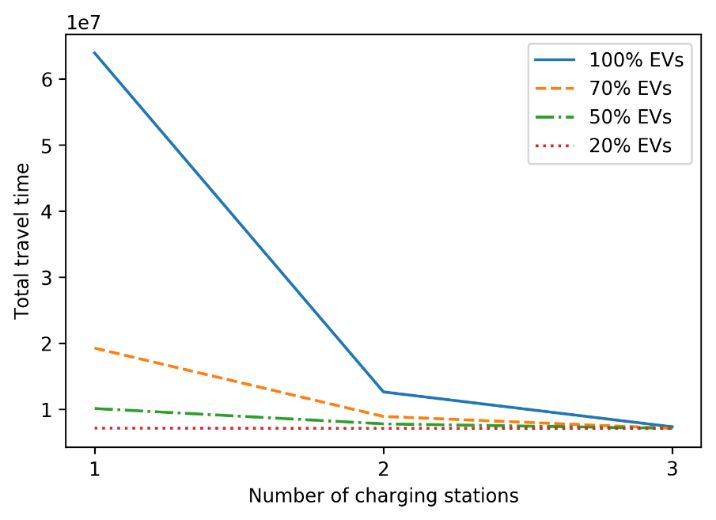 1e7
6
5
4
3
2
1
Total travel time
1
2
3
Number of charging stations
100% EVs
70% EVs
50% EVs
20% EVs